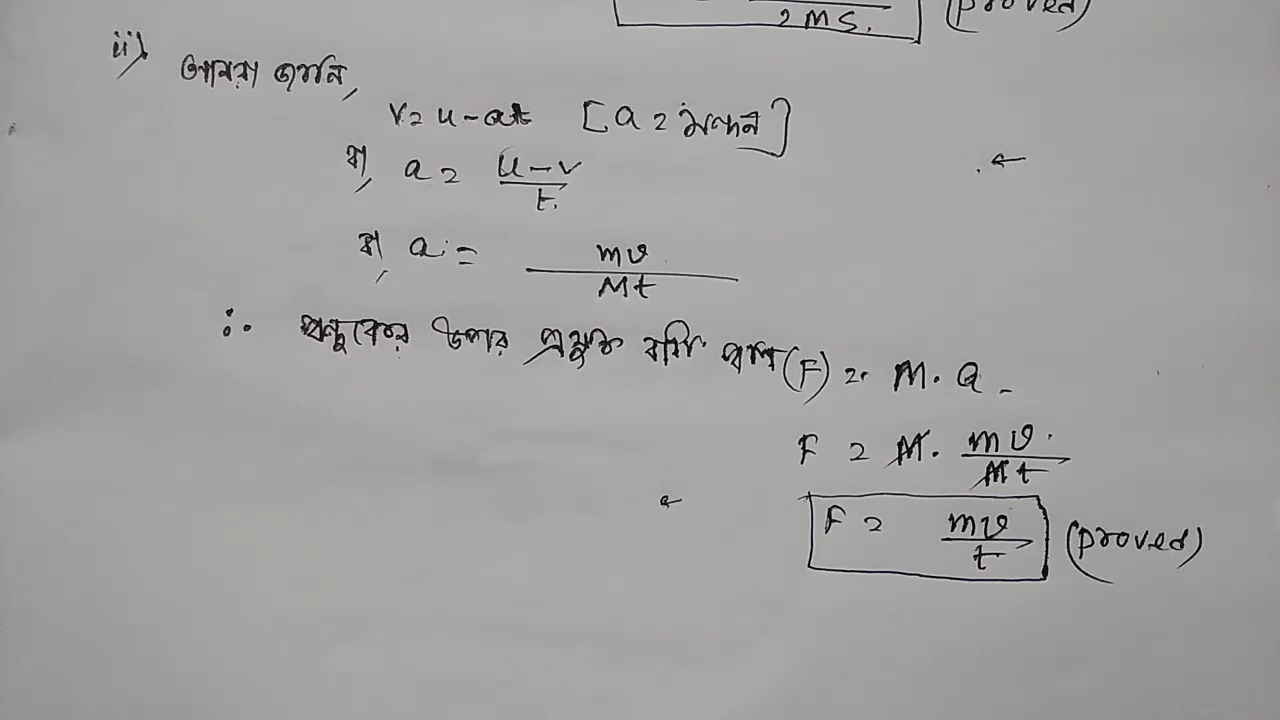 2MS. (proved)
ii) আমরা জানি,
v = u - at [a = মন্দন]
বা, a = u - v / t.
বা, a = mv / Mt
∴ বন্দুকের উপর প্রযুক্ত বল (F) = M. a
F = M. mv / Mt
F = mv / t (proved)